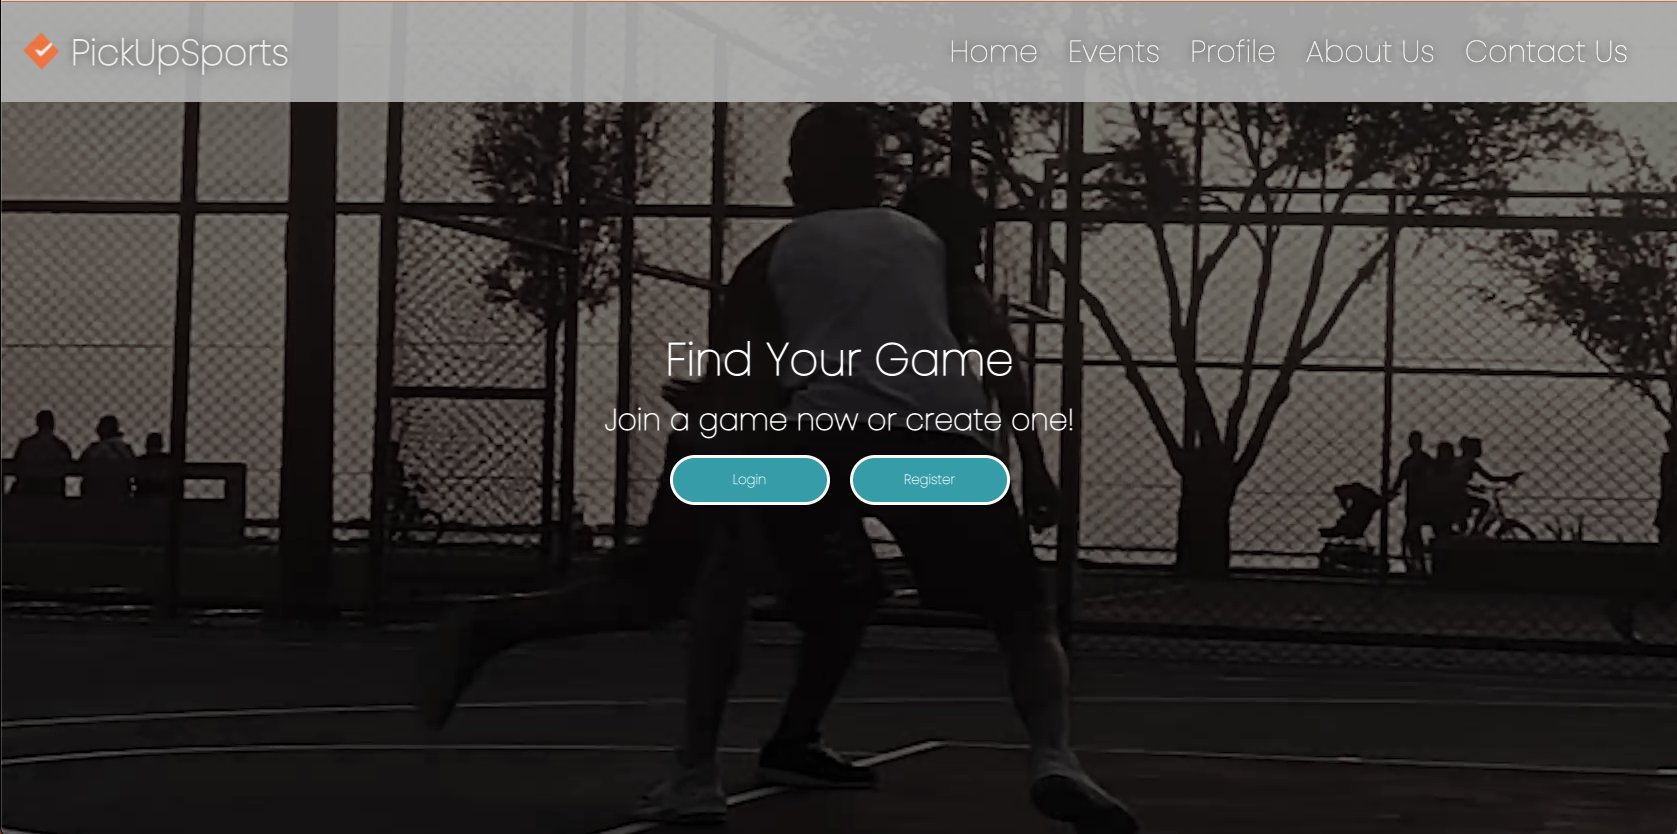 PickUpSports
Home Events Profile About Us Contact Us
Find Your Game
Join a game now or create one!
Login Register